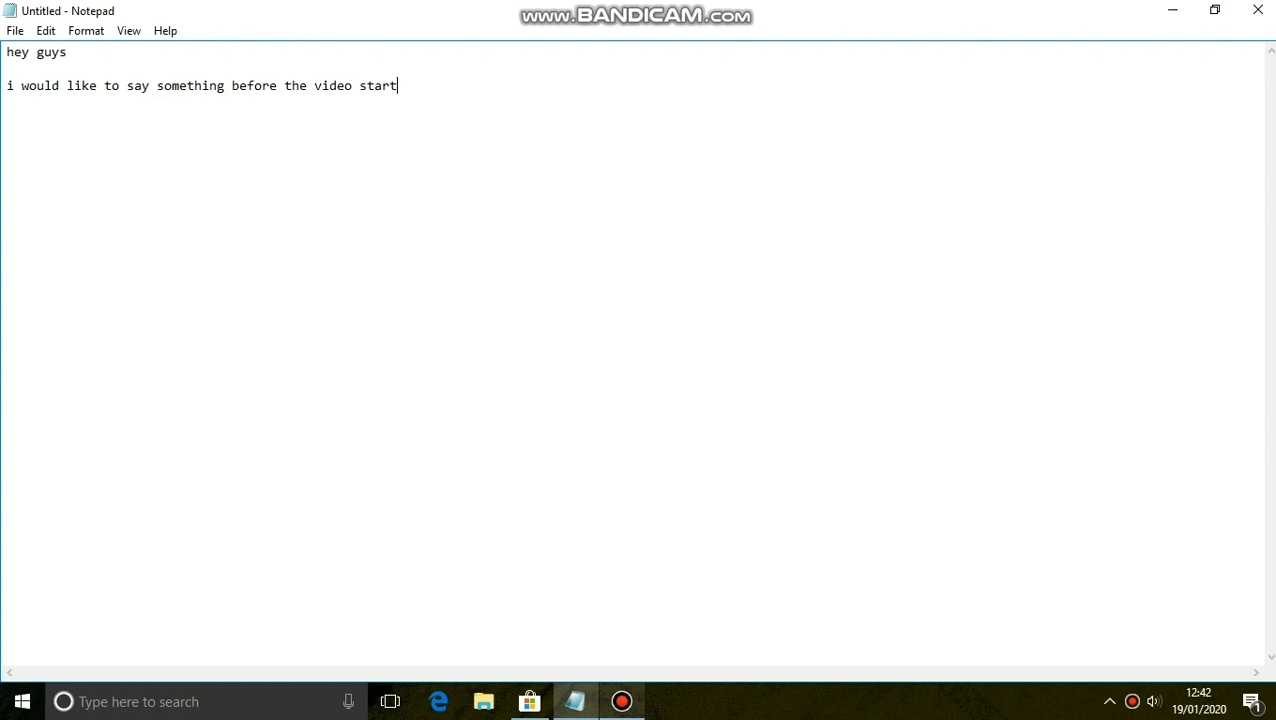 Untitled - Notepad
www.BANDICAM.com
File Edit Format View Help
hey guys
i would like to say something before the video start
Type here to search
12:42
19/01/2020
1